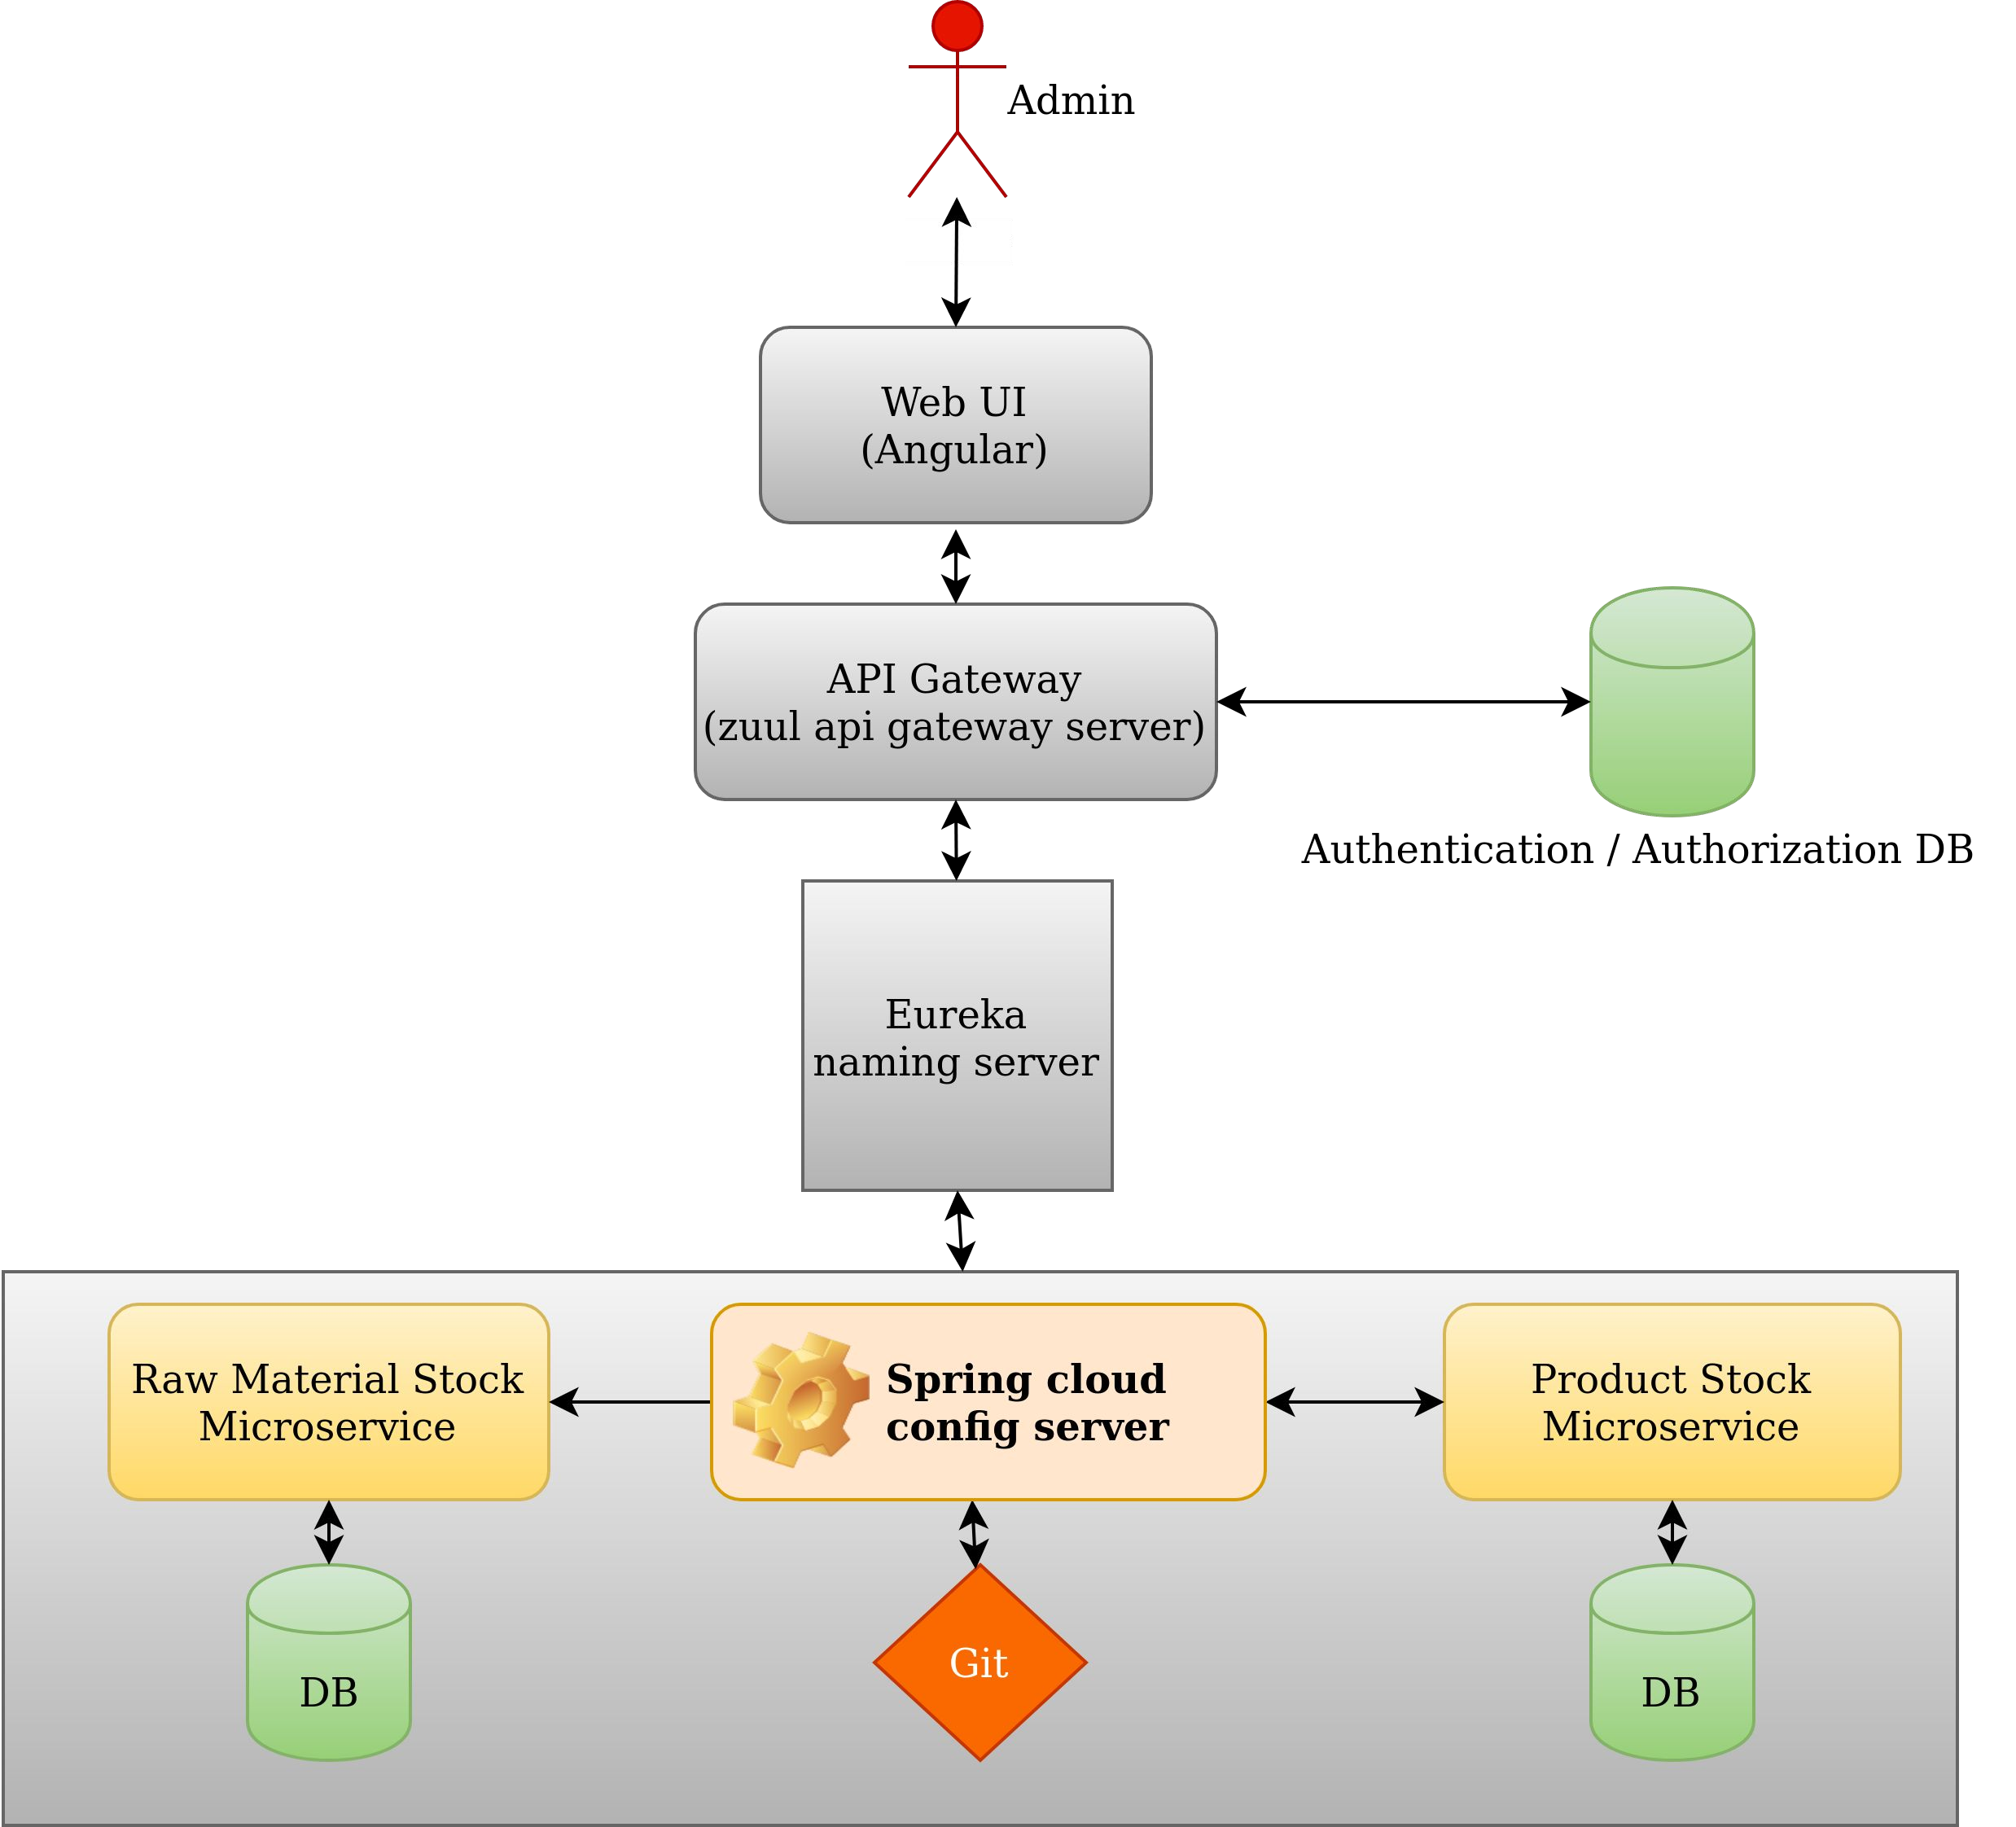 Admin
Web UI
(Angular)
API Gateway
(zuul api gateway server)
Authentication / Authorization DB
Eureka
naming server
Raw Material Stock
Microservice
Spring cloud
config server
Product Stock
Microservice
DB
Git
DB